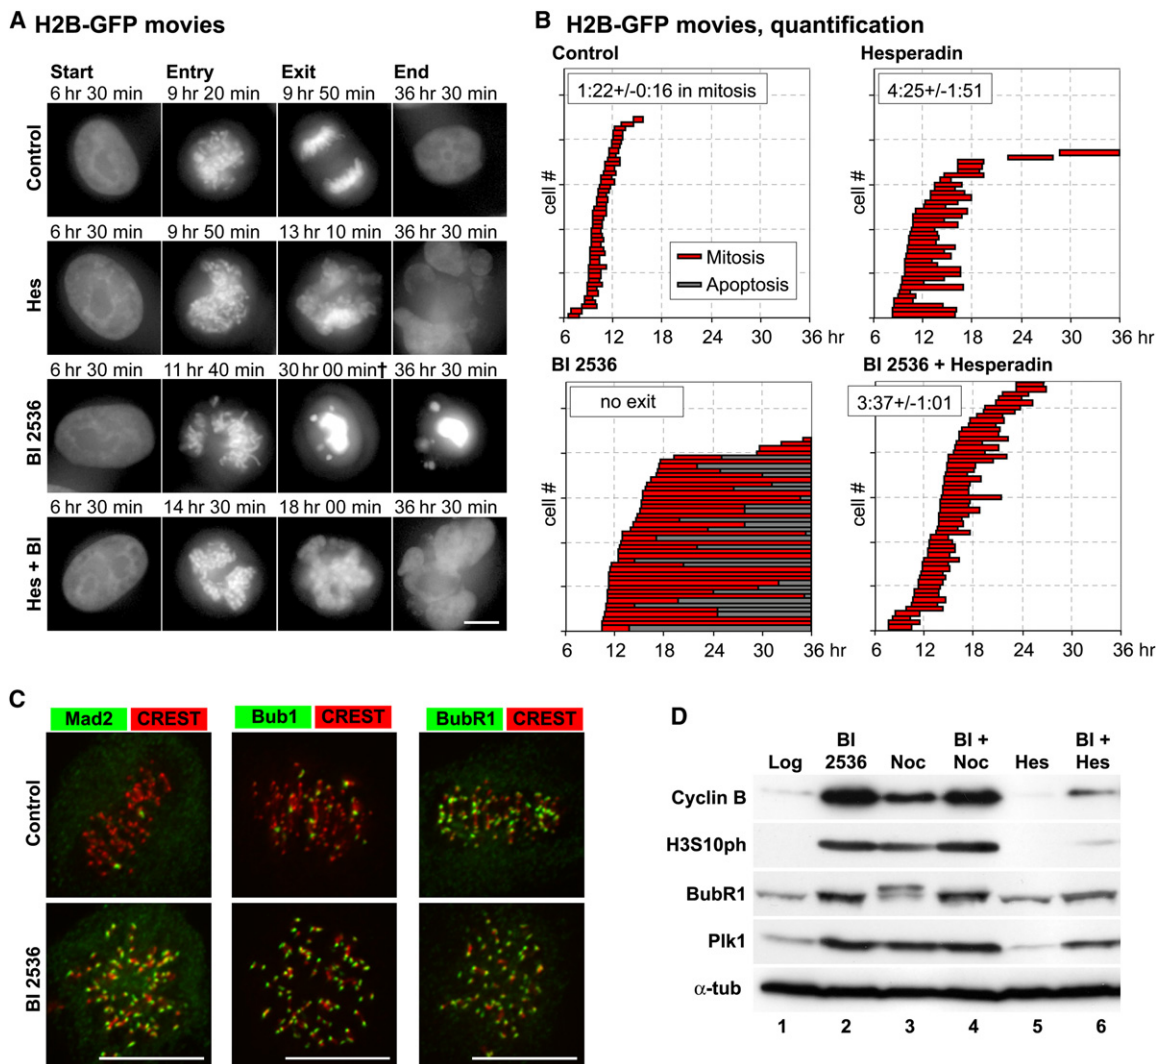 A H2B-GFP movies
Start Entry Exit End
6 hr 30 min 9 hr 20 min 9 hr 50 min 36 hr 30 min
Control
6 hr 30 min 9 hr 50 min 13 hr 10 min 36 hr 30 min
Hes
6 hr 30 min 11 hr 40 min 30 hr 00 min† 36 hr 30 min
BI 2536
6 hr 30 min 14 hr 30 min 18 hr 00 min 36 hr 30 min
Hes + BI
B H2B-GFP movies, quantification
Control
1:22+/-0:16 in mitosis
cell #
Mitosis
Apoptosis
6 12 18 24 30 36 hr
Hesperadin
4:25+/-1:51
cell #
6 12 18 24 30 36 hr
BI 2536
no exit
cell #
6 12 18 24 30 36 hr
BI 2536 + Hesperadin
3:37+/-1:01
cell #
6 12 18 24 30 36 hr
C
Mad2 CREST Bub1 CREST BubR1 CREST
Control
BI 2536
D
Log BI 2536 Noc BI + Noc Hes BI + Hes
Cyclin B
H3S10ph
BubR1
Plk1
α-tub
1 2 3 4 5 6